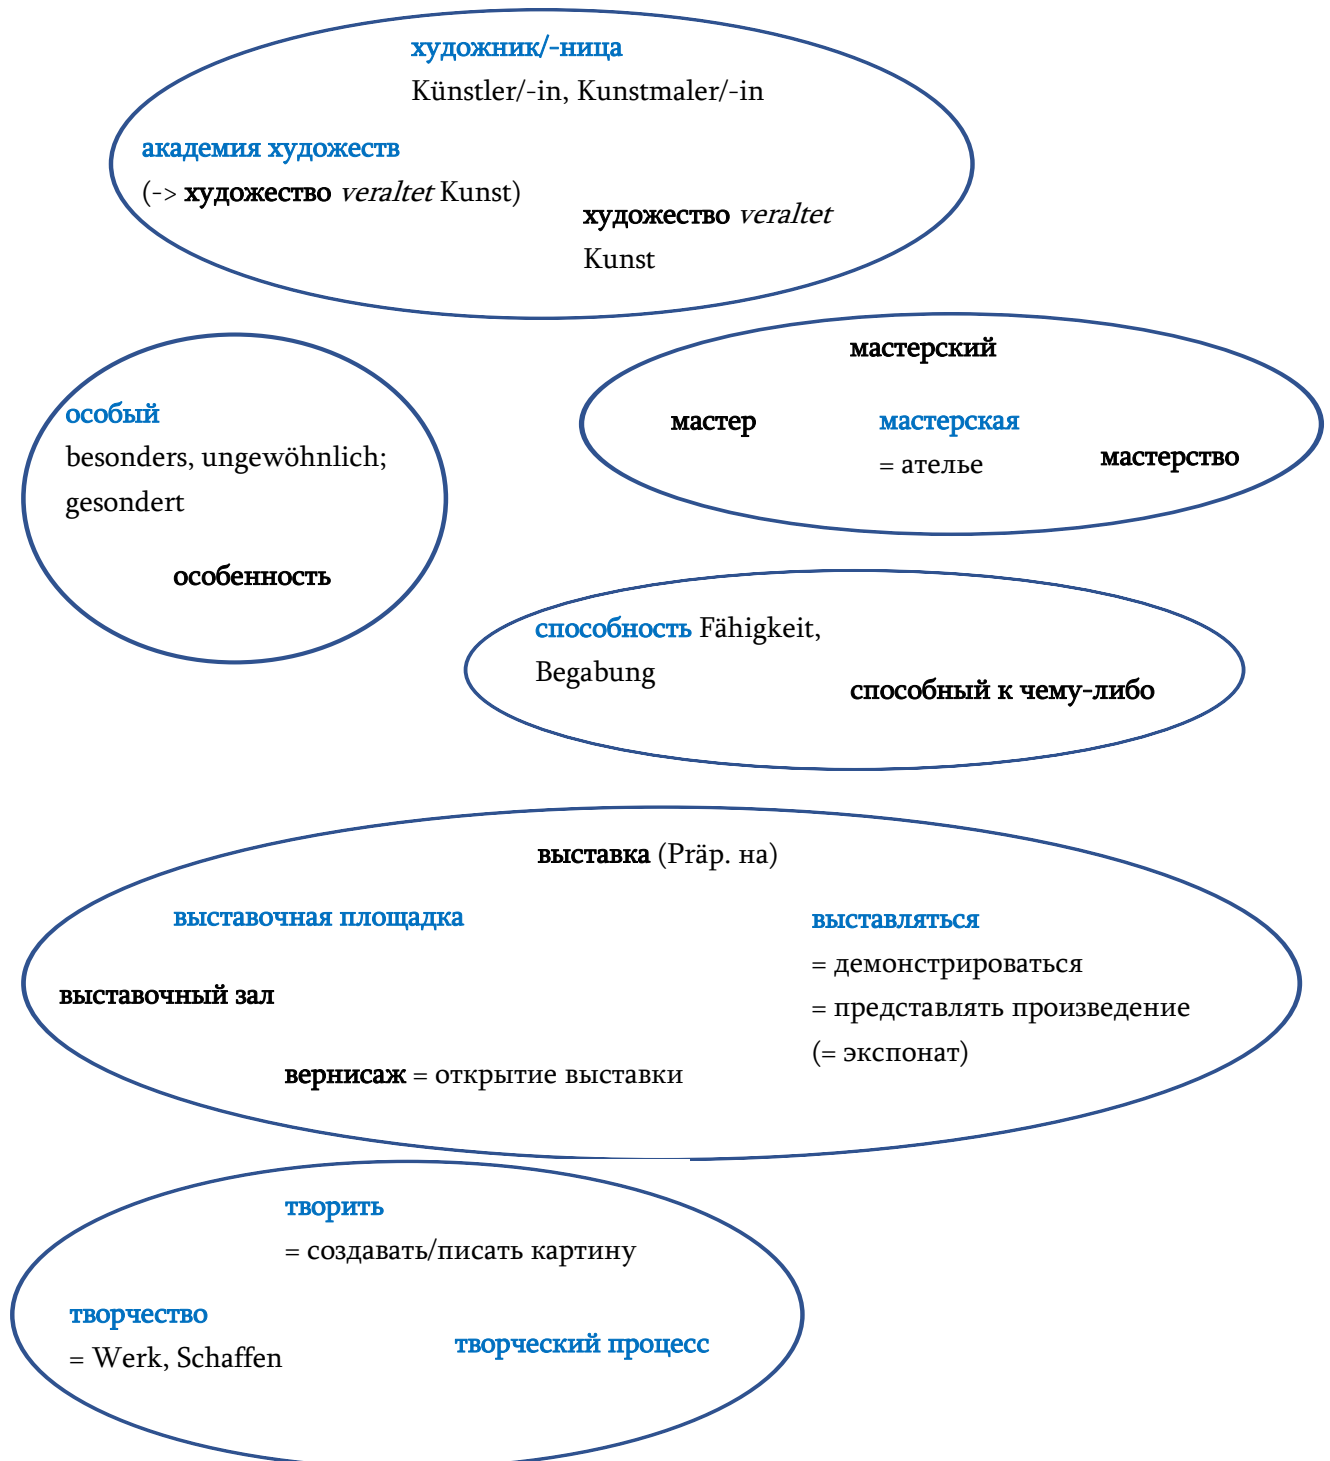 художник/-ница
Künstler/-in, Kunstmaler/-in
академия художеств
(-> художество veraltet Kunst)
художество veraltet
Kunst
особый
besonders, ungewöhnlich;
gesondert
особенность
мастерский
мастер
мастерская
= ателье
мастерство
способность Fähigkeit,
Begabung
способный к чему-либо
выставка (Präp. на)
выставочная площадка
выставляться
= демонстрироваться
= представлять произведение
(= экспонат)
выставочный зал
вернисаж = открытие выставки
творить
= создавать/писать картину
творчество
= Werk, Schaffen
творческий процесс